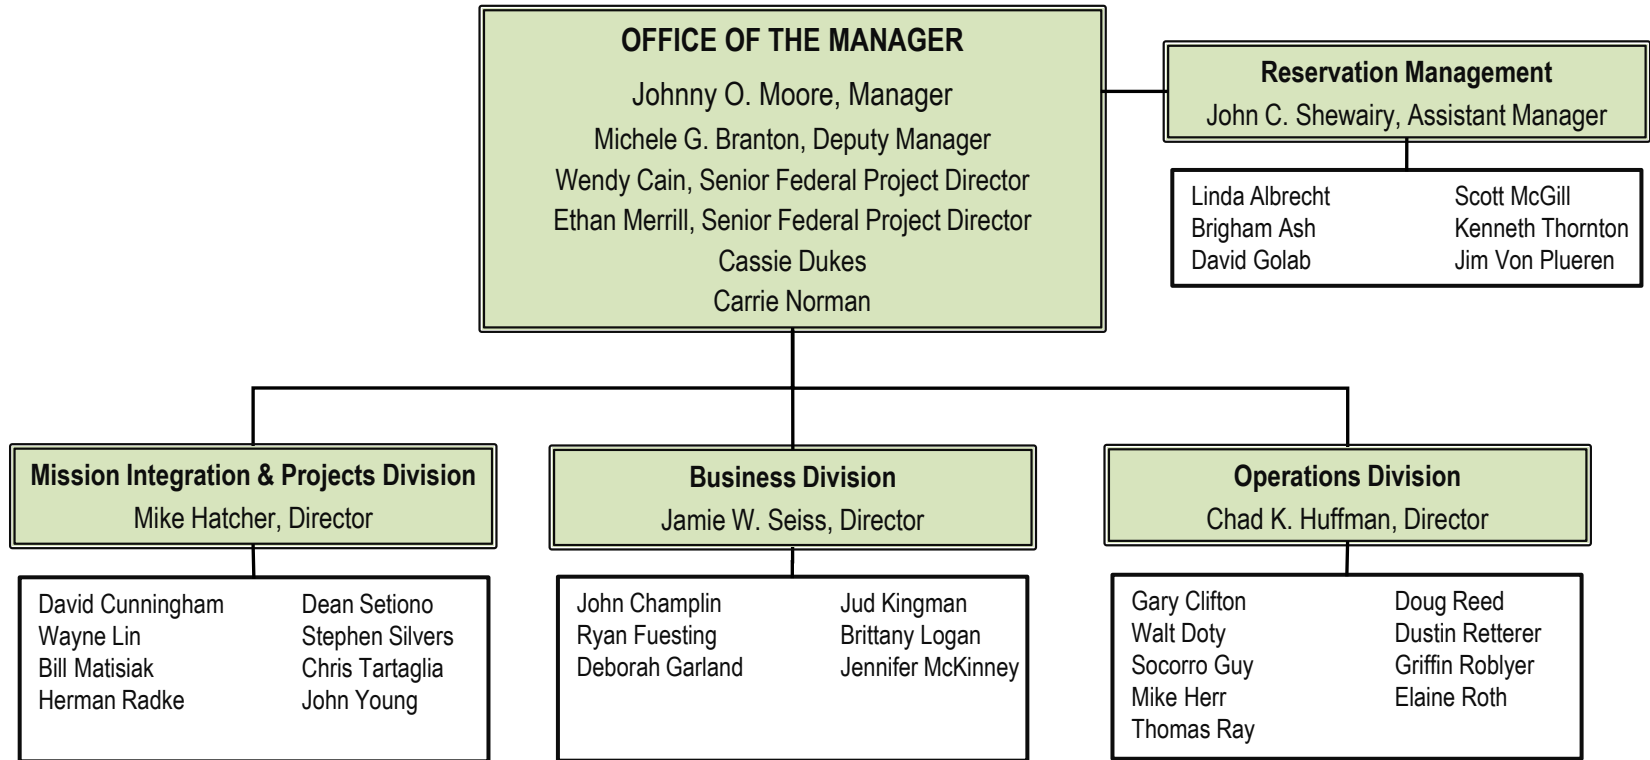 OFFICE OF THE MANAGER
Johnny O. Moore, Manager
Michele G. Branton, Deputy Manager
Wendy Cain, Senior Federal Project Director
Ethan Merrill, Senior Federal Project Director
Cassie Dukes
Carrie Norman
Reservation Management
John C. Shewairy, Assistant Manager
Linda Albrecht
Brigham Ash
David Golab
Scott McGill
Kenneth Thornton
Jim Von Plueren
Mission Integration & Projects Division
Mike Hatcher, Director
David Cunningham
Wayne Lin
Bill Matisiak
Herman Radke
Dean Setiono
Stephen Silvers
Chris Tartaglia
John Young
Business Division
Jamie W. Seiss, Director
John Champlin
Ryan Fuesting
Deborah Garland
Jud Kingman
Brittany Logan
Jennifer McKinney
Operations Division
Chad K. Huffman, Director
Gary Clifton
Walt Doty
Socorro Guy
Mike Herr
Thomas Ray
Doug Reed
Dustin Retterer
Griffin Roblyer
Elaine Roth